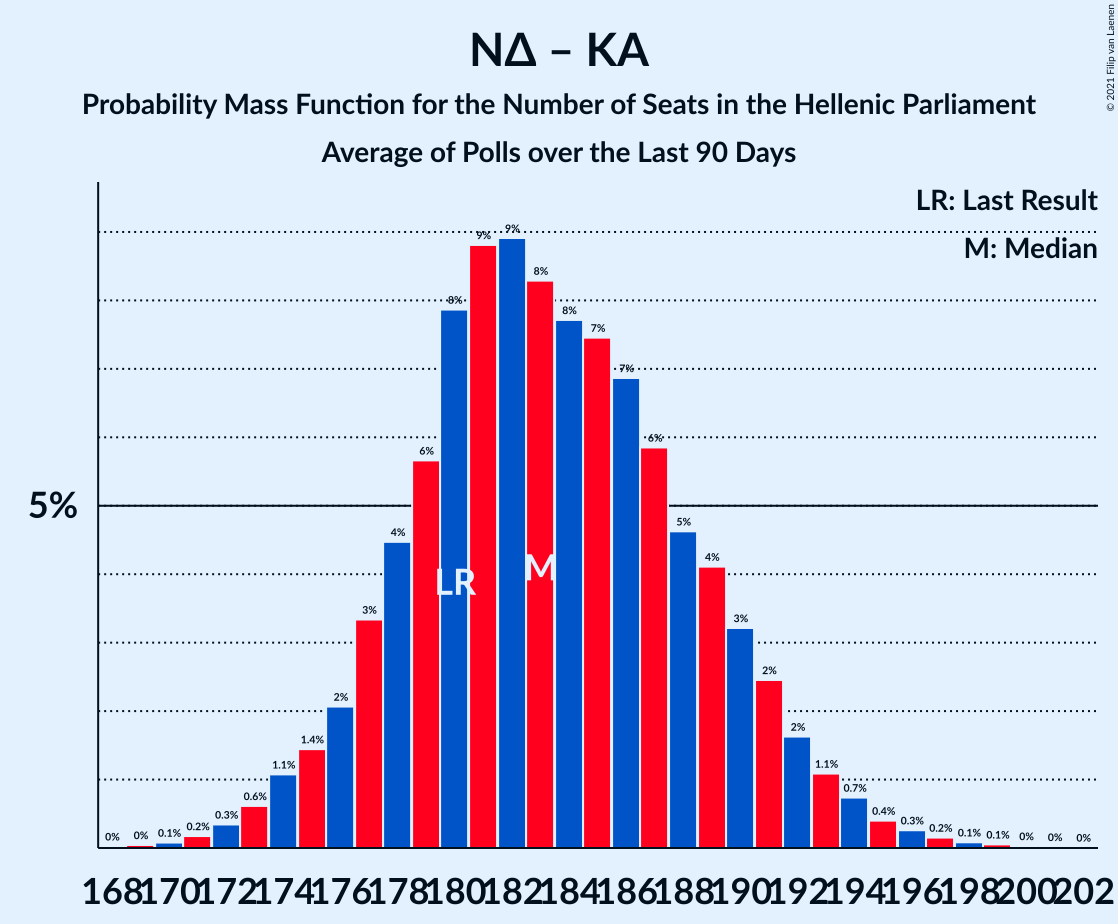 © 2021 Filip van Laenen
ΝΔ – ΚΑ
Probability Mass Function for the Number of Seats in the Hellenic Parliament
Average of Polls over the Last 90 Days
LR: Last Result
M: Median
5%
0% 0% 0.1% 0.2% 0.3% 0.6% 1.1% 1.4% 2% 3% 4% 6% 8% 9% 9% 8% 8% 7% 7% 6% 5% 4% 3% 2% 2% 1.1% 0.7% 0.4% 0.3% 0.2% 0.1% 0.1% 0% 0% 0%
LR M
168 170 172 174 176 178 180 182 184 186 188 190 192 194 196 198 200 202